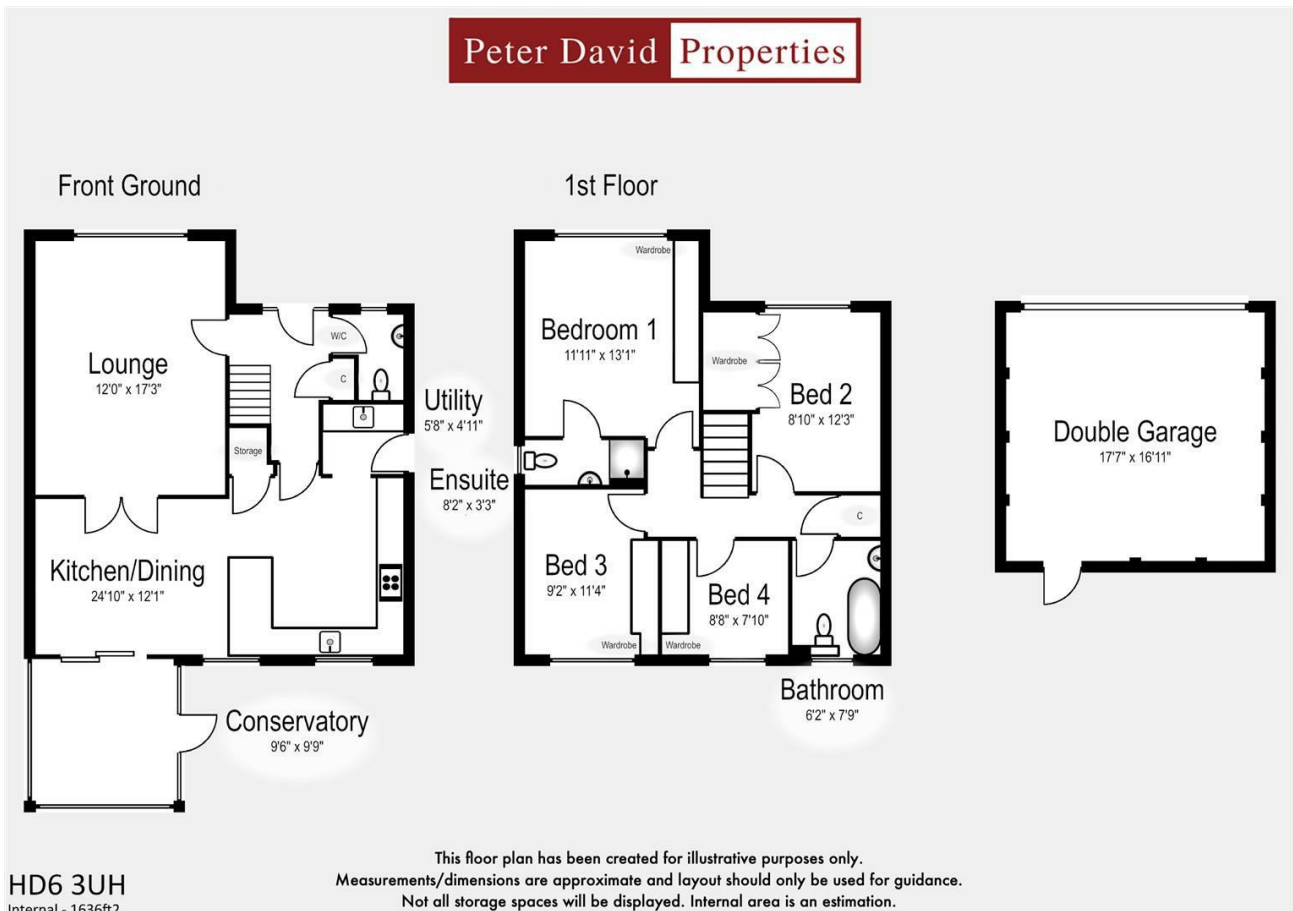 Peter David Properties
Front Ground
1st Floor
Lounge
12'0" x 17'3"
W/C
C
Storage
Utility
5'8" x 4'11"
Ensuite
8'2" x 3'3"
Kitchen/Dining
24'10" x 12'1"
Conservatory
9'6" x 9'9"
Wardrobe
Bedroom 1
11'11" x 13'1"
Wardrobe
Bed 2
8'10" x 12'3"
C
Bed 3
9'2" x 11'4"
Wardrobe
Bed 4
8'8" x 7'10"
Wardrobe
Bathroom
6'2" x 7'9"
Double Garage
17'7" x 16'11"
This floor plan has been created for illustrative purposes only.
Measurements/dimensions are approximate and layout should only be used for guidance.
Not all storage spaces will be displayed. Internal area is an estimation.
HD6 3UH
Internal - 1636ft2